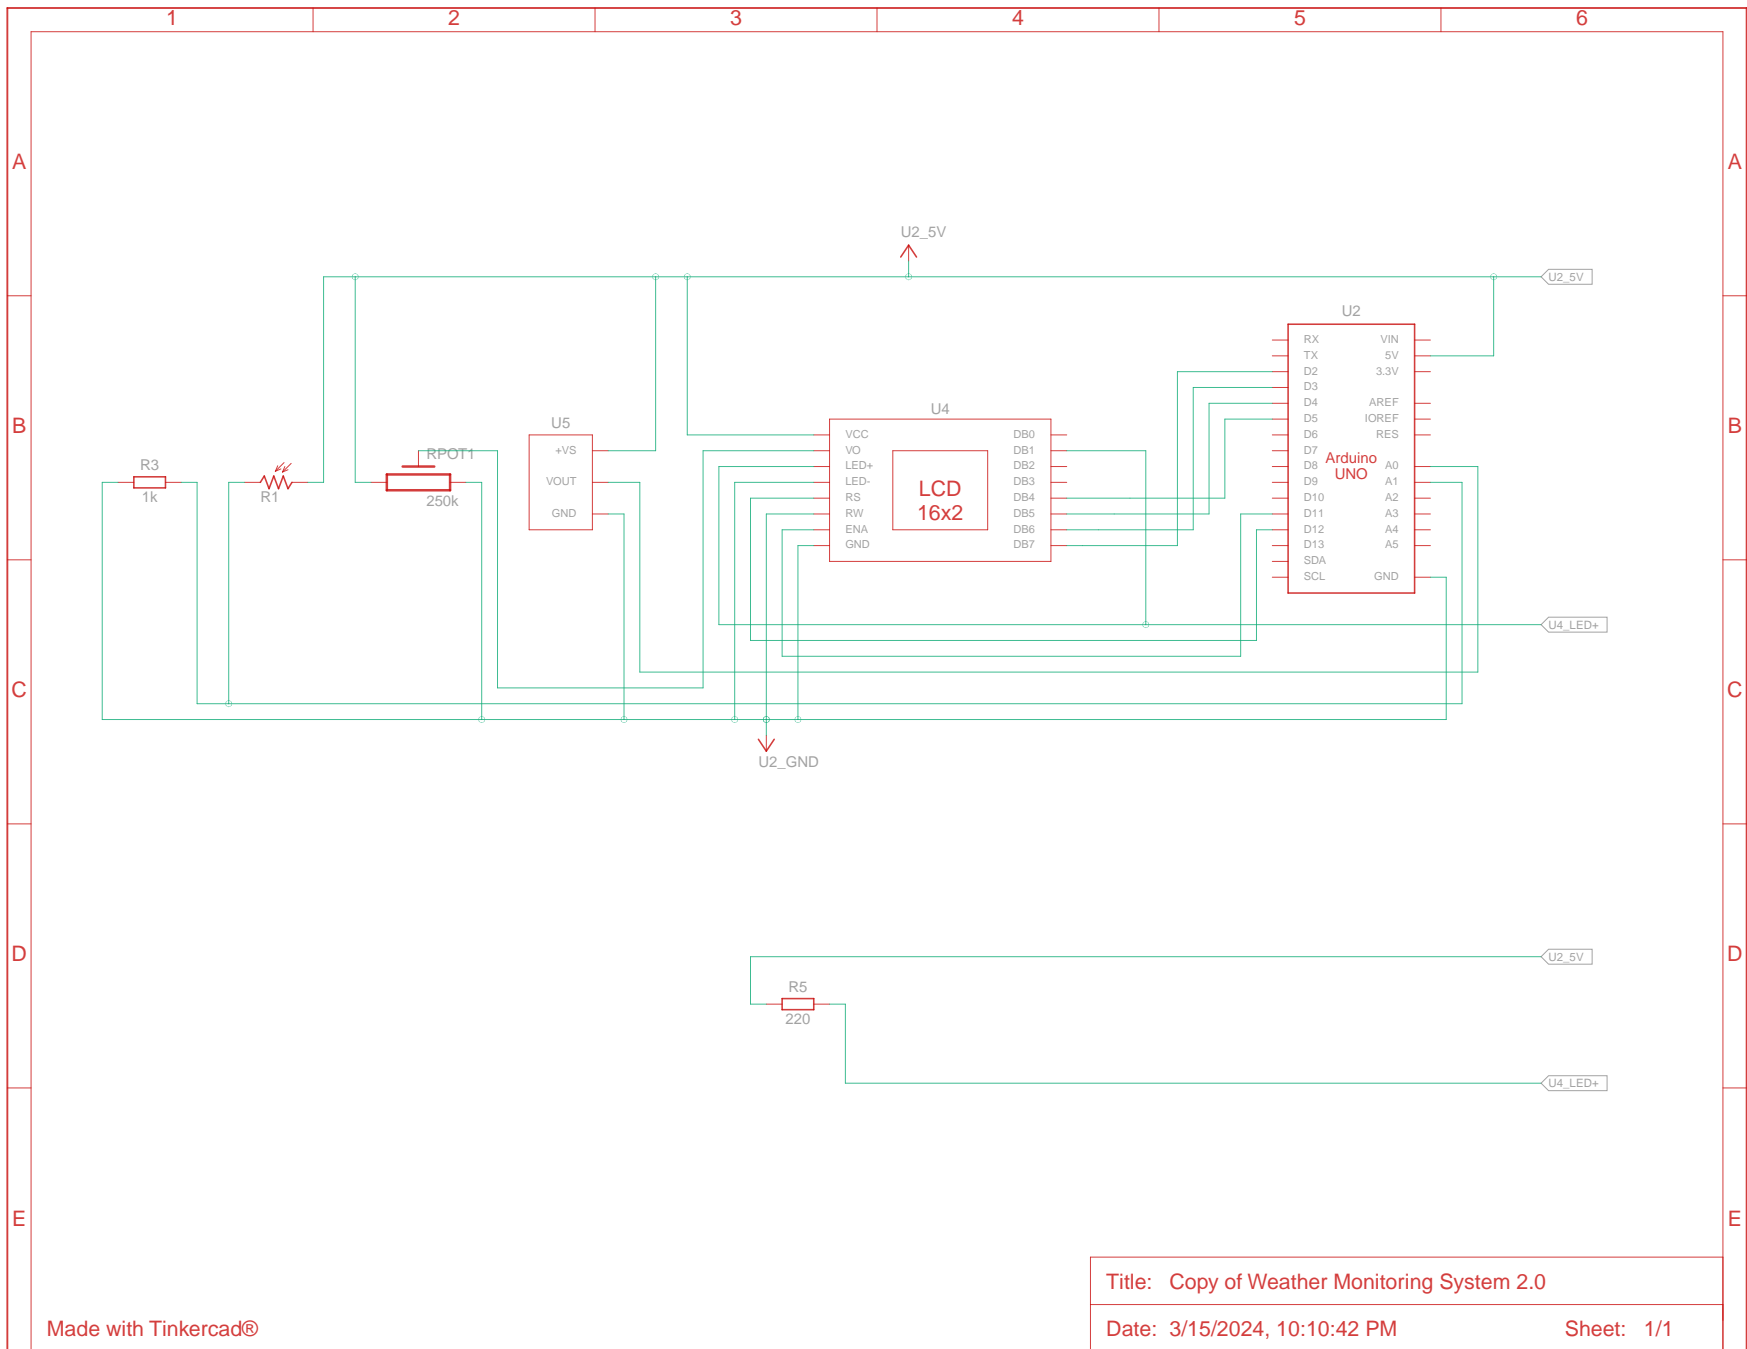 1 2 3 4 5 6
A A
U2_5V
U2_5V
B B
U2
RX VIN
TX 5V
D2 3.3V
D3
D4 AREF
D5 IOREF
D6 RES
D7
D8 A0
D9 A1
D10 A2
D11 A3
D12 A4
D13 A5
SDA
SCL GND
Arduino
UNO
U4
VCC DB0
VO DB1
LED+ DB2
LED- DB3
RS DB4
RW DB5
ENA DB6
GND DB7
LCD
16x2
U5
+VS
VOUT
GND
RPOT1
250k
R3
1k
R1
U4_LED+
C C
U2_GND
D D
U2_5V
R5
220
U4_LED+
E E
Title: Copy of Weather Monitoring System 2.0
Made with Tinkercad®
Date: 3/15/2024, 10:10:42 PM Sheet: 1/1